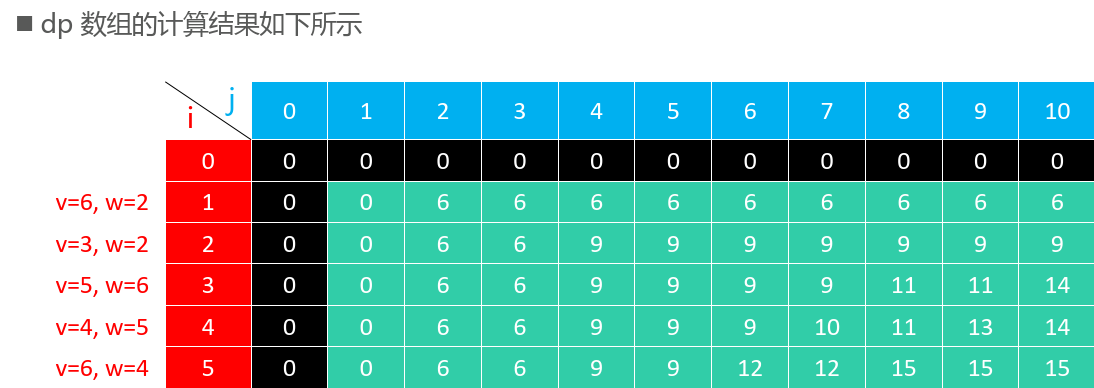 ■ dp 数组的计算结果如下所示
i j 0 1 2 3 4 5 6 7 8 9 10
0 0 0 0 0 0 0 0 0 0 0 0
v=6, w=2 1 0 0 6 6 6 6 6 6 6 6 6
v=3, w=2 2 0 0 6 6 9 9 9 9 9 9 9
v=5, w=6 3 0 0 6 6 9 9 9 9 11 11 14
v=4, w=5 4 0 0 6 6 9 9 9 10 11 13 14
v=6, w=4 5 0 0 6 6 9 9 12 12 15 15 15